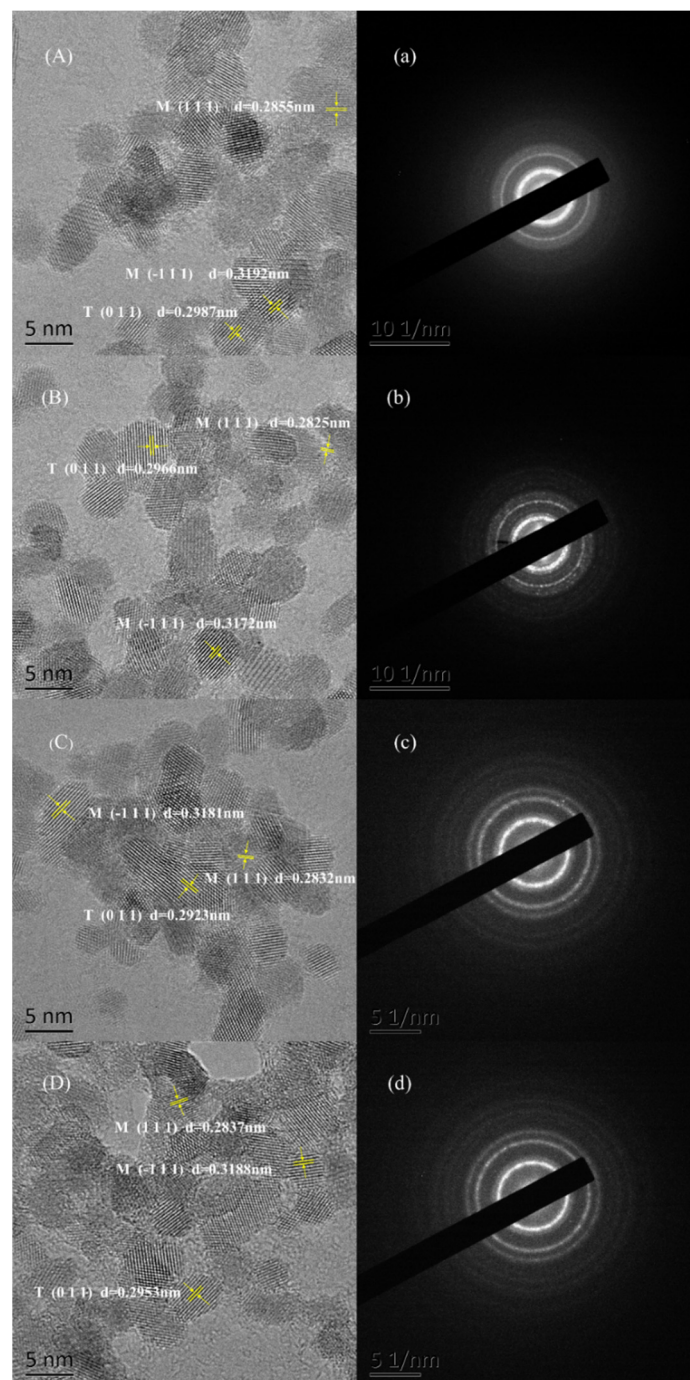 (A)
(a)
M (1 1 1) d=0.2855nm
M (-1 1 1) d=0.3192nm
T (0 1 1) d=0.2987nm
5 nm
10 1/nm
(B)
(b)
M (1 1 1) d=0.2825nm
T (0 1 1) d=0.2966nm
M (-1 1 1) d=0.3172nm
5 nm
10 1/nm
(C)
(c)
M (-1 1 1) d=0.3181nm
M (1 1 1) d=0.2832nm
T (0 1 1) d=0.2923nm
5 nm
5 1/nm
(D)
(d)
M (1 1 1) d=0.2837nm
M (-1 1 1) d=0.3188nm
T (0 1 1) d=0.2953nm
5 nm
5 1/nm